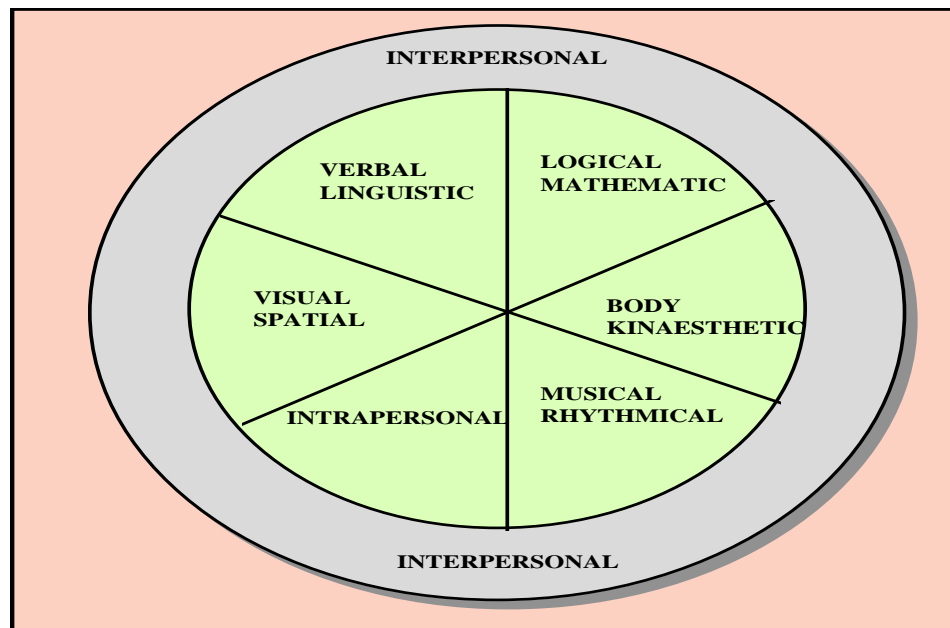 INTERPERSONAL
VERBAL
LINGUISTIC
LOGICAL
MATHEMATIC
VISUAL
SPATIAL
BODY
KINAESTHETIC
INTRAPERSONAL
MUSICAL
RHYTHMICAL
INTERPERSONAL